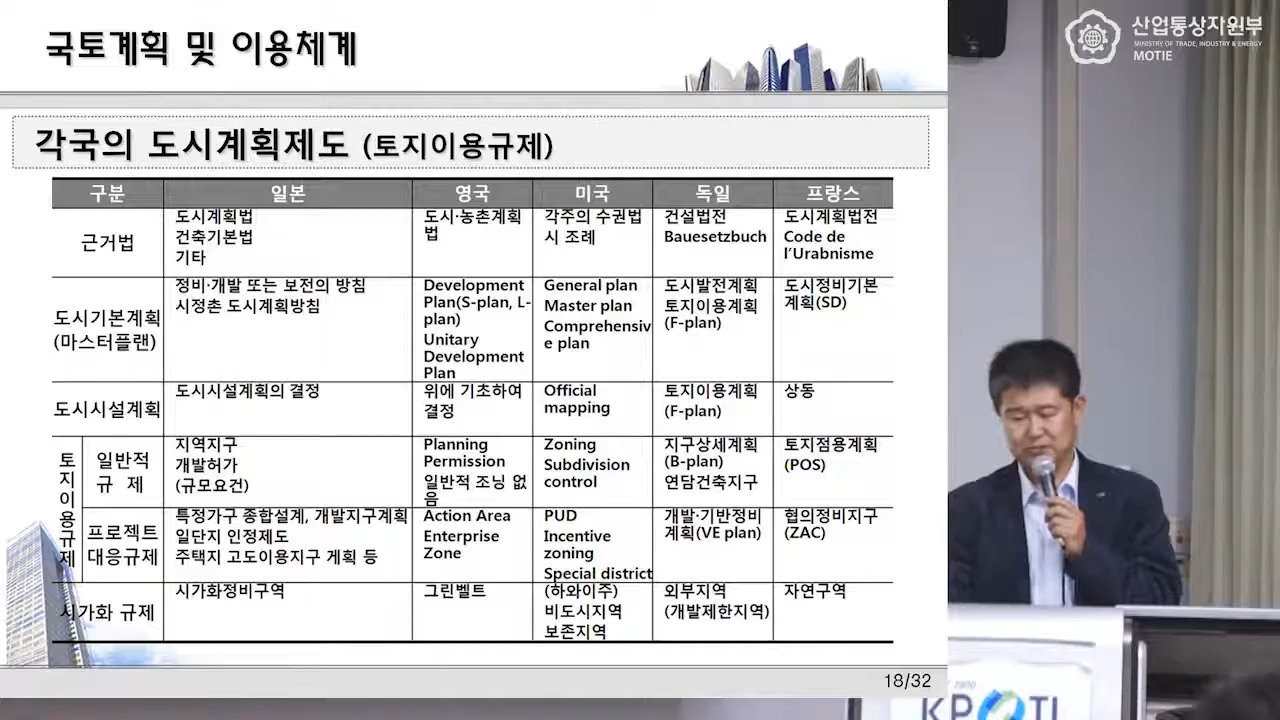 국토계획 및 이용체계
산업통상자원부
MINISTRY OF TRADE, INDUSTRY & ENERGY
MOTIE
각국의 도시계획제도 (토지이용규제)
구분 일본 영국 미국 독일 프랑스
근거법
도시계획법
건축기본법
기타
도시·농촌계획
법
각주의 수권법
시 조례
건설법전
Bauesetzbuch
도시계획법전
Code de
l’Urabnisme
도시기본계획
(마스터플랜)
정비·개발 또는 보전의 방침
시정촌 도시계획방침
Development
Plan(S-plan, L-
plan)
Unitary
Development
Plan
General plan
Master plan
Comprehensiv
e plan
도시발전계획
토지이용계획
(F-plan)
도시정비기본
계획(SD)
도시시설계획
도시시설계획의 결정
위에 기초하여
결정
Official
mapping
토지이용계획
(F-plan)
상동
토지이용규제
일반적
규 제
지역지구
개발허가
(규모요건)
Planning
Permission
일반적 조닝 없
음
Zoning
Subdivision
control
지구상세계획
(B-plan)
연담건축지구
토지점용계획
(POS)
프로젝트
대응규제
특정가구 종합설계, 개발지구계획
일단지 인정제도
주택지 고도이용지구 게획 등
Action Area
Enterprise
Zone
PUD
Incentive
zoning
Special district
개발·기반정비
계획(VE plan)
협의정비지구
(ZAC)
시가화 규제
시가화정비구역
그린벨트
(하와이주)
비도시지역
보존지역
외부지역
(개발제한지역)
자연구역
18/32